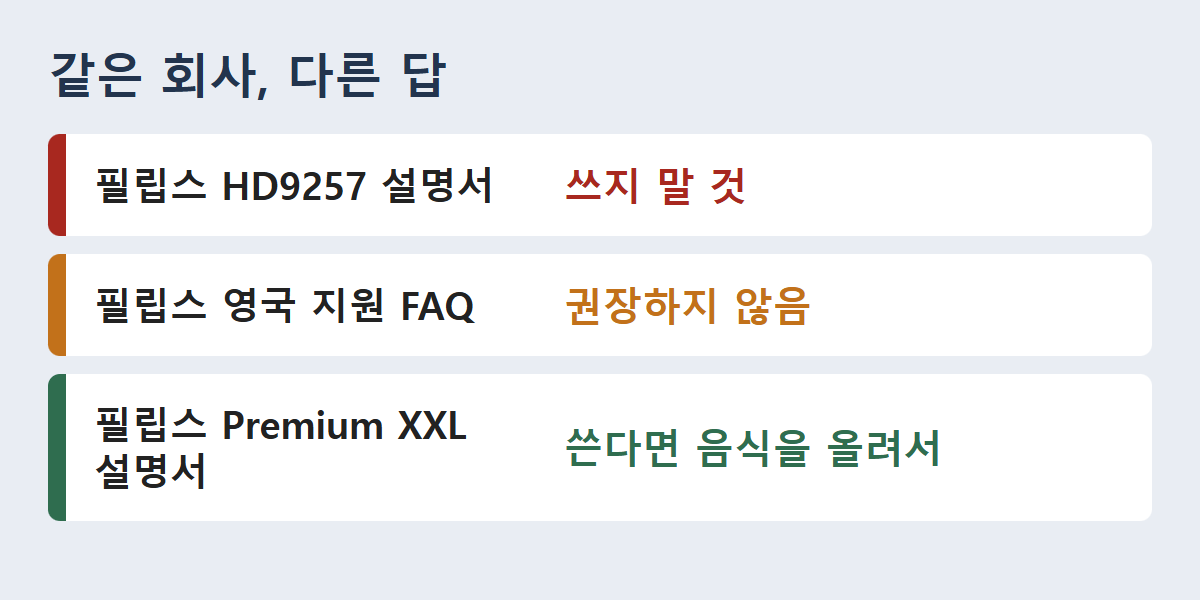 같은 회사, 다른 답
필립스 HD9257 설명서 쓰지 말 것
필립스 영국 지원 FAQ 권장하지 않음
필립스 Premium XXL
설명서
쓴다면 음식을 올려서